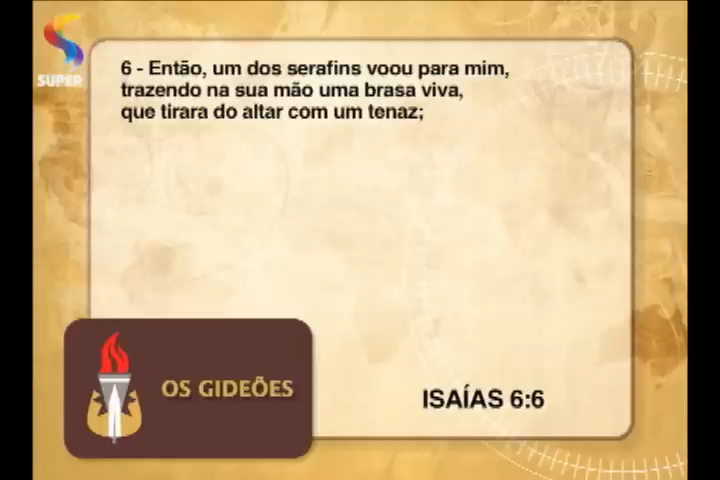 SUPER
6 - Então, um dos serafins voou para mim,
trazendo na sua mão uma brasa viva,
que tirara do altar com um tenaz;
OS GIDEÕES
ISAÍAS 6:6